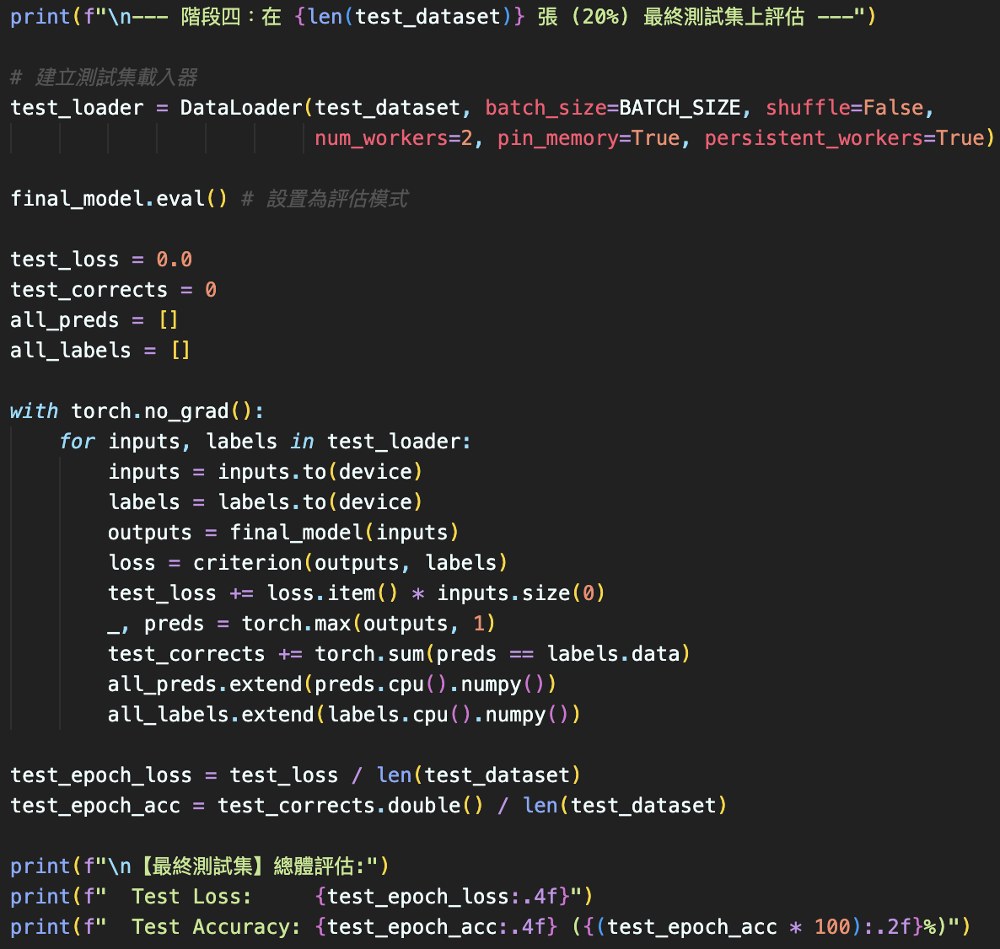 print(f"\n--- 階段四：在 {len(test_dataset)} 張 (20%) 最終測試集上評估 ---")
# 建立測試集載入器
test_loader = DataLoader(test_dataset, batch_size=BATCH_SIZE, shuffle=False,
                         num_workers=2, pin_memory=True, persistent_workers=True)
final_model.eval() # 設置為評估模式
test_loss = 0.0
test_corrects = 0
all_preds = []
all_labels = []
with torch.no_grad():
    for inputs, labels in test_loader:
        inputs = inputs.to(device)
        labels = labels.to(device)
        outputs = final_model(inputs)
        loss = criterion(outputs, labels)
        test_loss += loss.item() * inputs.size(0)
        _, preds = torch.max(outputs, 1)
        test_corrects += torch.sum(preds == labels.data)
        all_preds.extend(preds.cpu().numpy())
        all_labels.extend(labels.cpu().numpy())
test_epoch_loss = test_loss / len(test_dataset)
test_epoch_acc = test_corrects.double() / len(test_dataset)
print(f"\n【最終測試集】總體評估:")
print(f"  Test Loss:     {test_epoch_loss:.4f}")
print(f"  Test Accuracy: {test_epoch_acc:.4f} ({(test_epoch_acc * 100):.2f}%)")